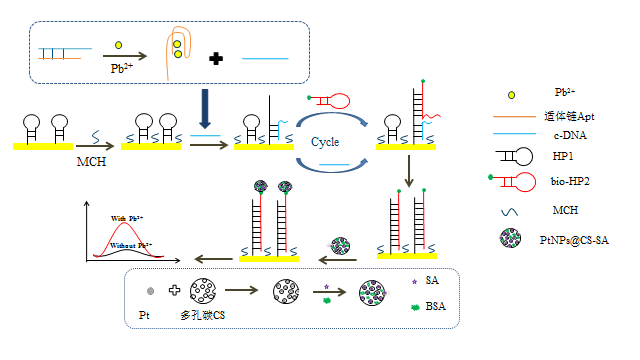 Pb2+
MCH
Cycle
With Pb2+
Without Pb2+
Pt
多孔碳CS
SA
BSA
Pb2+
适体链Apt
c-DNA
HP1
bio-HP2
MCH
PtNPs@CS-SA